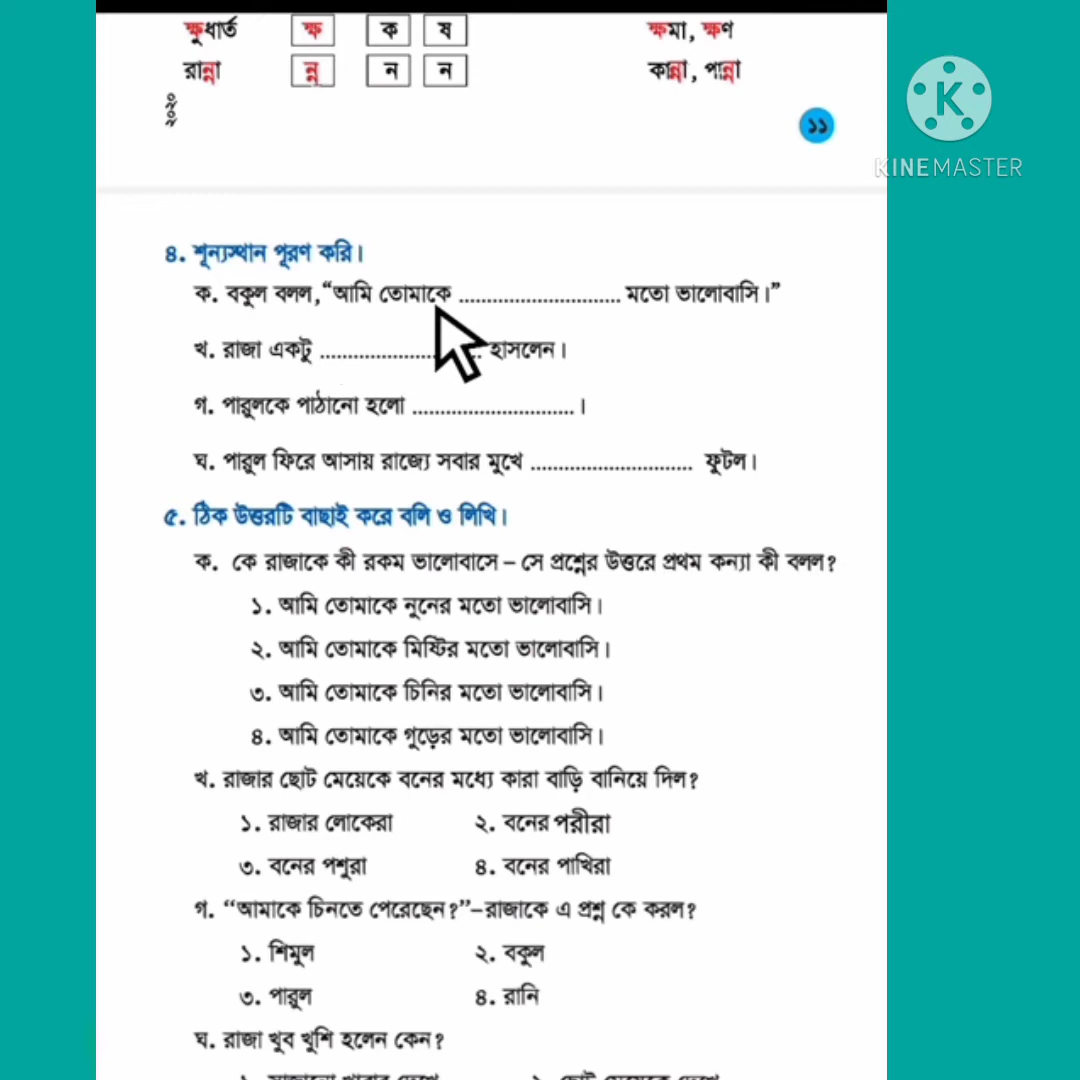 ক্ষুধার্ত ক্ষ ক ষ ক্ষমা, ক্ষণ
রান্না ন্ন ন ন কান্না, পান্না
১১
KINEMASTER
৪. শূন্যস্থান পূরণ করি।
ক. বকুল বলল, “আমি তোমাকে ............................ মতো ভালোবাসি।”
খ. রাজা একটু ............................ হাসলেন।
গ. পারুলকে পাঠানো হলো ............................।
ঘ. পারুল ফিরে আসায় রাজ্যে সবার মুখে ............................ ফুটল।
৫. ঠিক উত্তরটি বাছাই করে বলি ও লিখি।
ক. কে রাজাকে কী রকম ভালোবাসে – সে প্রশ্নের উত্তরে প্রথম কন্যা কী বলল?
১. আমি তোমাকে নুনের মতো ভালোবাসি।
২. আমি তোমাকে মিষ্টির মতো ভালোবাসি।
৩. আমি তোমাকে চিনির মতো ভালোবাসি।
৪. আমি তোমাকে গুড়ের মতো ভালোবাসি।
খ. রাজার ছোট মেয়েকে বনের মধ্যে কারা বাড়ি বানিয়ে দিল?
১. রাজার লোকেরা ২. বনের পরীরা
৩. বনের পশুরা ৪. বনের পাখিরা
গ. “আমাকে চিনতে পেরেছেন?”–রাজাকে এ প্রশ্ন কে করল?
১. শিমুল ২. বকুল
৩. পারুল ৪. রানি
ঘ. রাজা খুব খুশি হলেন কেন?
১. সাজানো খাবার দেখে ২. ছোট মেয়েকে দেখে